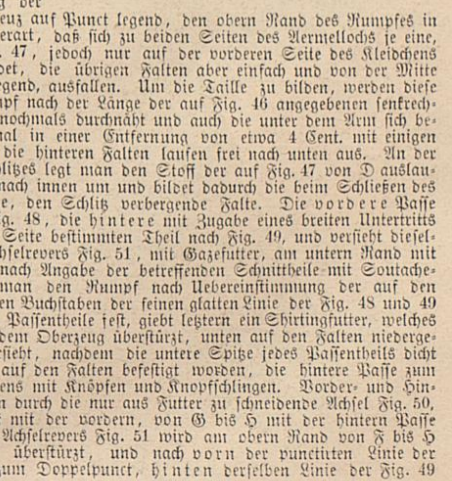 der
euz auf Punct legend, den obern Rand des Rumpfes in
erart, daß sich zu beiden Seiten des Aermellochs je eine,
. 47, jedoch nur auf der vorderen Seite des Kleidchens
det, die übrigen Falten aber einfach und von der Mitte
egend, ausfallen. Um die Taille zu bilden, werden diese
pf nach der Länge der auf Fig. 46 angegebenen senkrech-
nochmals durchnäht und auch die unter dem Arm sich be-
nal in einer Entfernung von etwa 4 Cent. mit einigen
die hinteren Falten laufen frei nach unten aus. An der
litzes legt man den Stoff der auf Fig. 47 von D auslau-
nach innen um und bildet dadurch die beim Schließen des
e, den Schlitz verbergende Falte. Die vordere Passe
g. 48, die hintere mit Zugabe eines breiten Untertritts
Seite bestimmten Theil nach Fig. 49, und versieht diesel-
hselrevers Fig. 51, mit Gazefutter, am untern Rand mit
nach Angabe der betreffenden Schnittheile mit Soutache-
man den Rumpf nach Uebereinstimmung der auf den
en Buchstaben der feinen glatten Linie der Fig. 48 und 49
Passentheile fest, giebt letztern ein Shirtingfutter, welches
dem Oberzeug überstürzt, unten auf den Falten niederge-
sieht, nachdem die untere Spitze jedes Passentheils dicht
auf den Falten befestigt worden, die hintere Passe zum
ens mit Knöpfen und Knopfschlingen. Vorder- und Hin-
n durch die nur aus Futter zu schneidende Achsel Fig. 50,
mit der vordern, von G bis H mit der hintern Passe
Achselrevers Fig. 51 wird am obern Rand von F bis H
überstürzt, und nach vorn der punctirten Linie der
zum Doppelpunct, hinten derselben Linie der Fig. 49